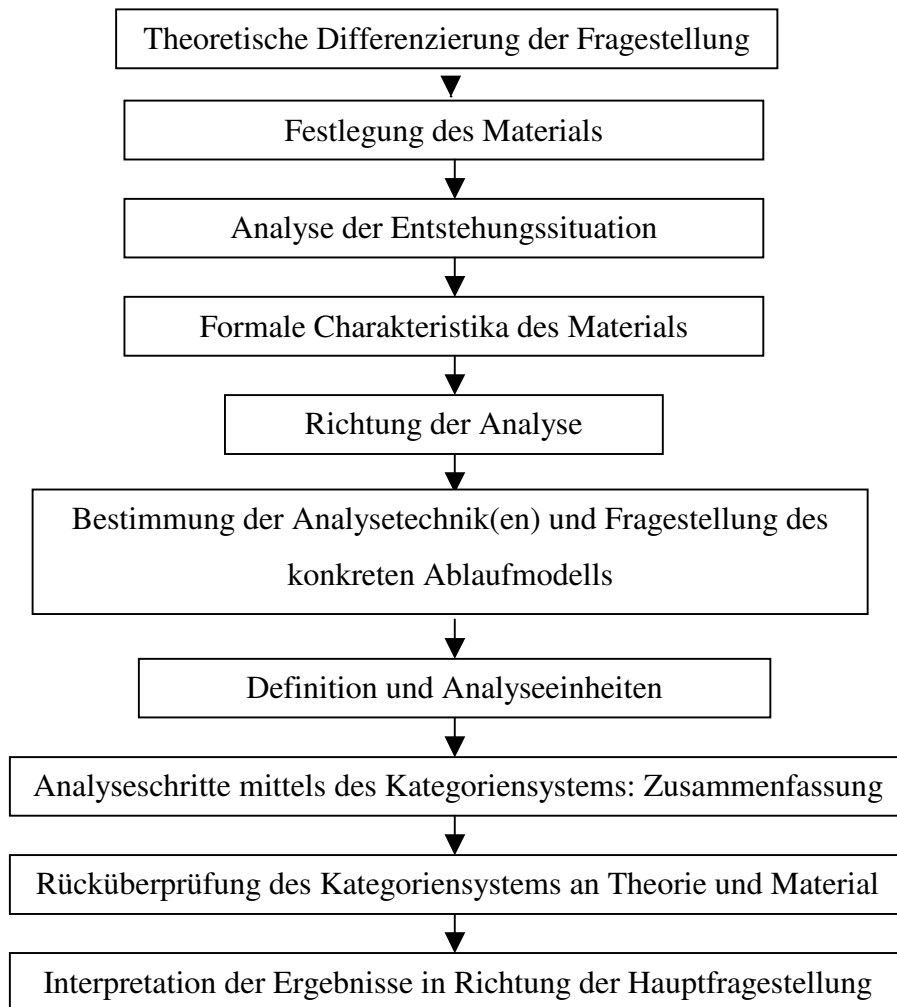 Theoretische Differenzierung der Fragestellung
Festlegung des Materials
Analyse der Entstehungssituation
Formale Charakteristika des Materials
Richtung der Analyse
Bestimmung der Analysetechnik(en) und Fragestellung des
konkreten Ablaufmodells
Definition und Analyseeinheiten
Analyseschritte mittels des Kategoriensystems: Zusammenfassung
Rücküberprüfung des Kategoriensystems an Theorie und Material
Interpretation der Ergebnisse in Richtung der Hauptfragestellung